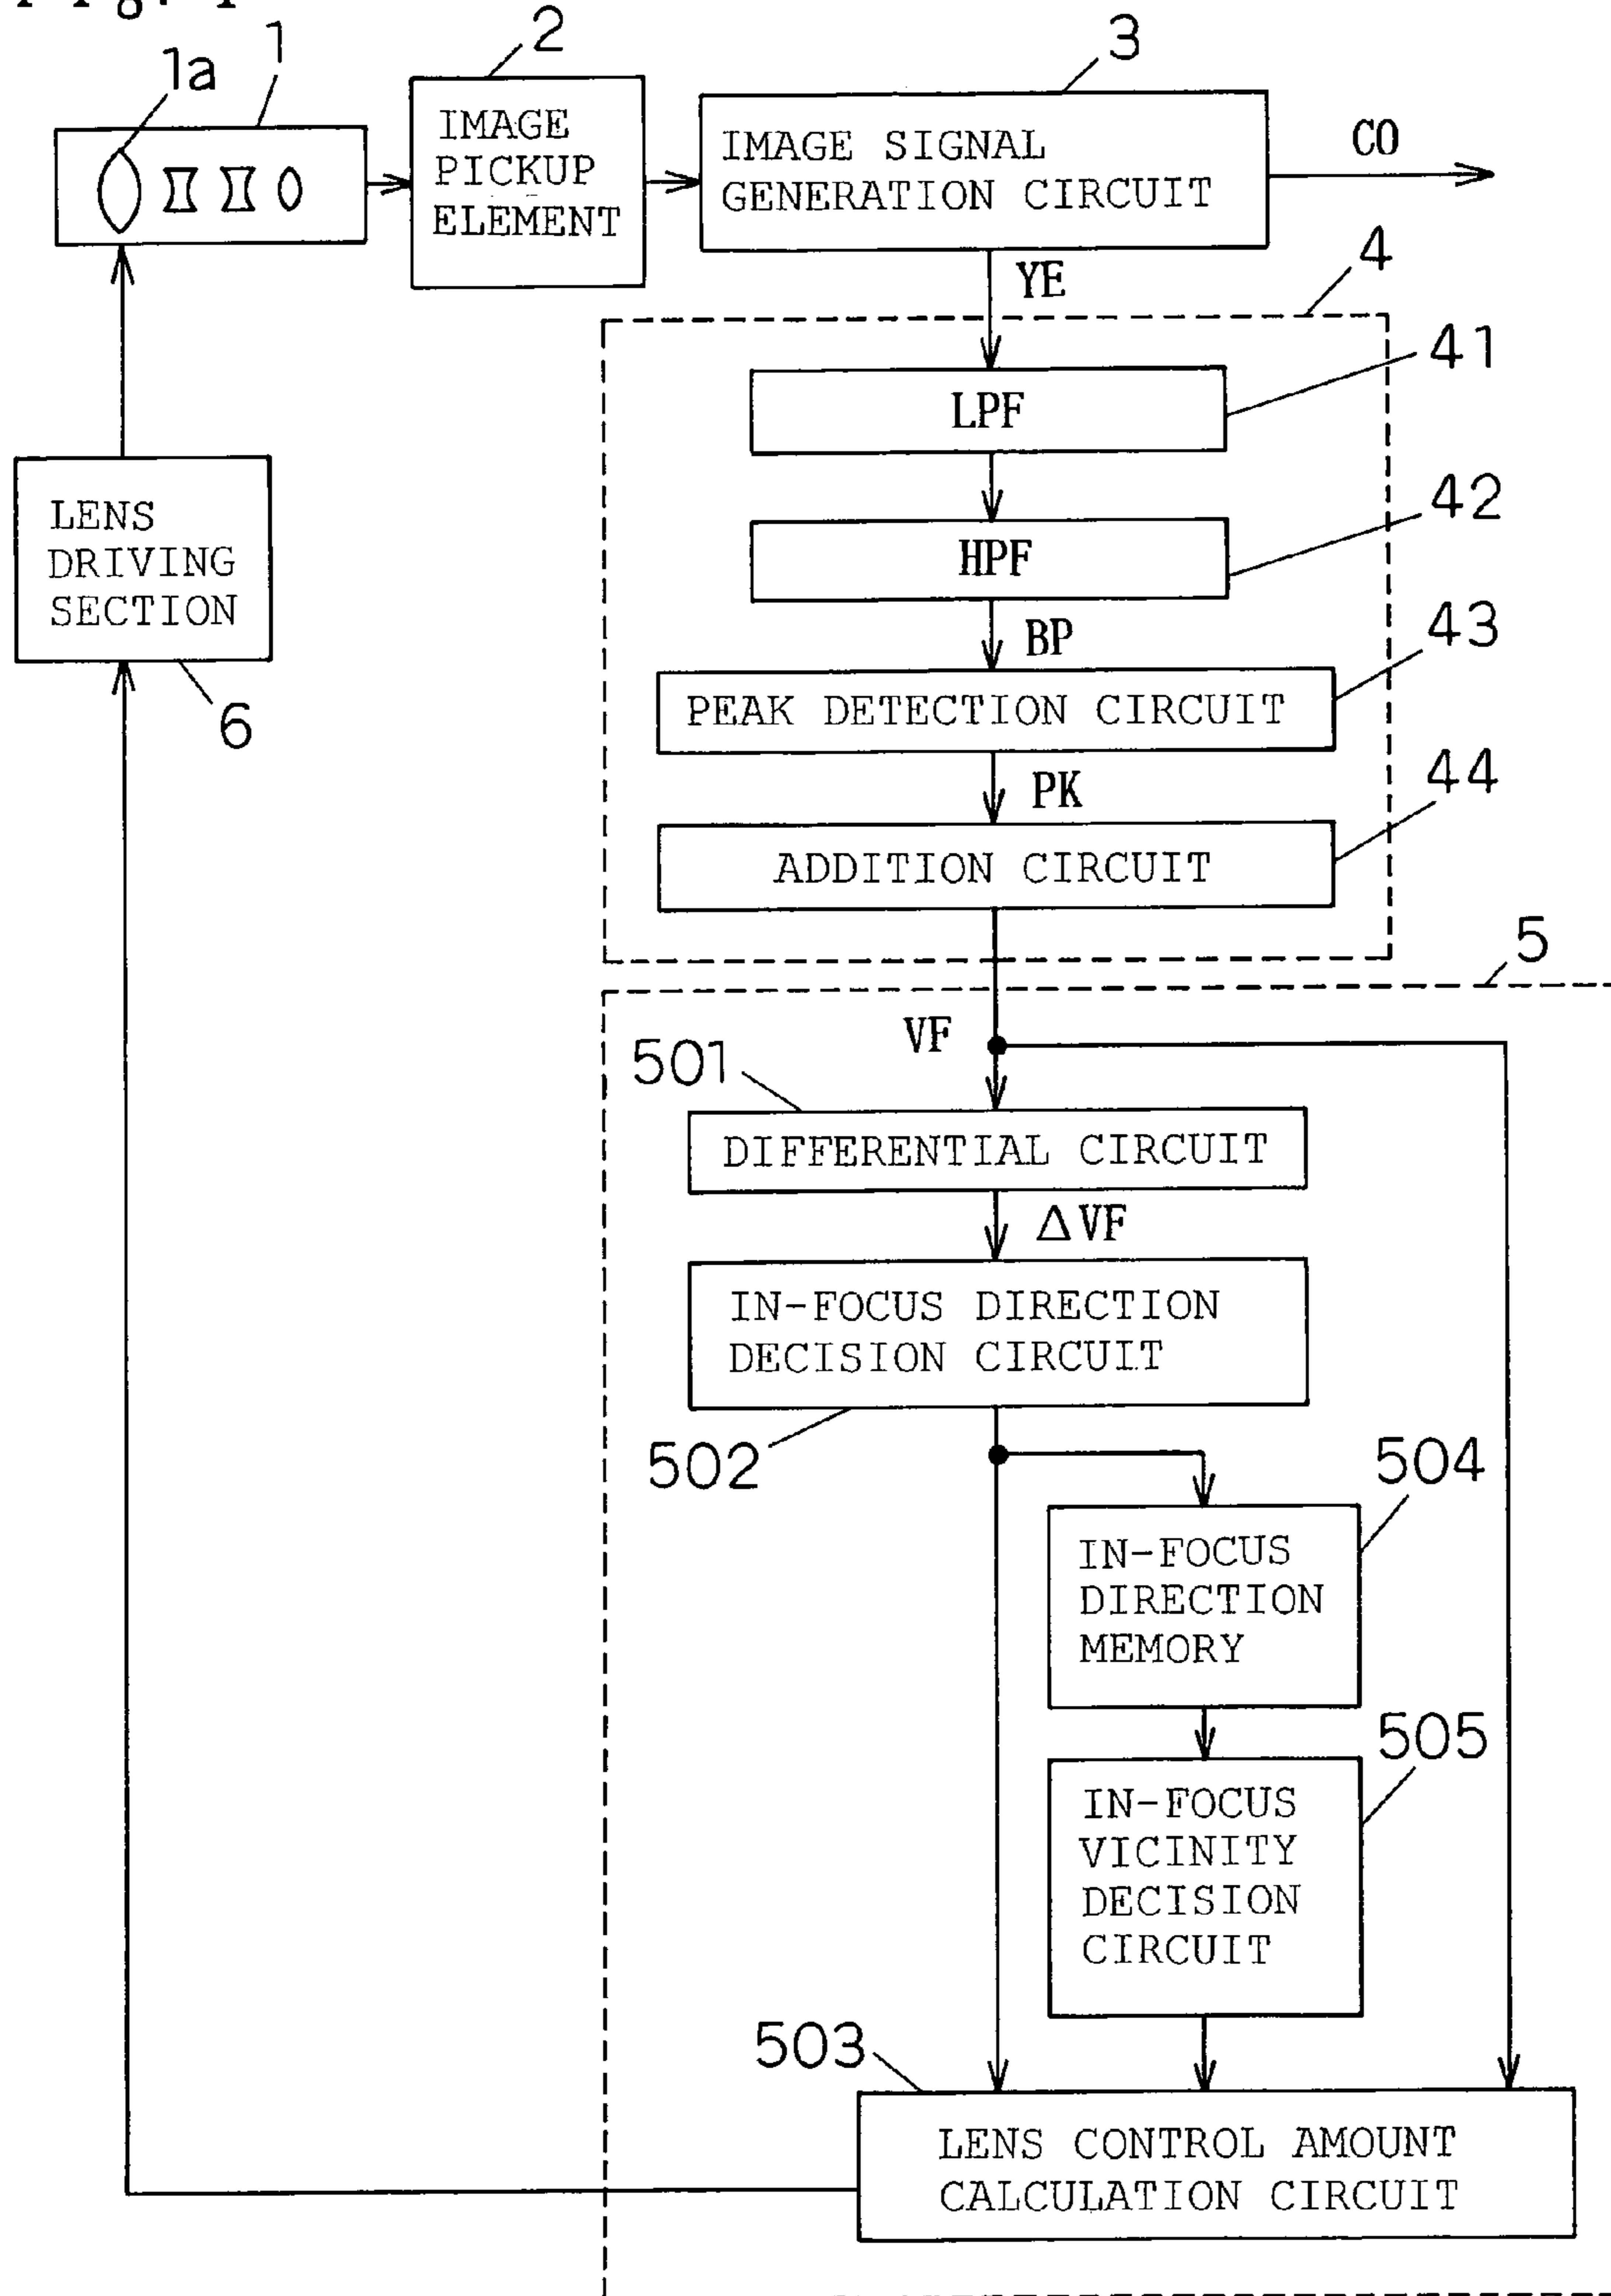 1a
1
2
3
IMAGE
PICKUP
ELEMENT
IMAGE SIGNAL
GENERATION CIRCUIT
CO
YE
4
LPF
41
HPF
42
BP
PEAK DETECTION CIRCUIT
43
PK
ADDITION CIRCUIT
44
LENS
DRIVING
SECTION
6
5
VF
501
DIFFERENTIAL CIRCUIT
ΔVF
IN-FOCUS DIRECTION
DECISION CIRCUIT
502
504
IN-FOCUS
DIRECTION
MEMORY
505
IN-FOCUS
VICINITY
DECISION
CIRCUIT
503
LENS CONTROL AMOUNT
CALCULATION CIRCUIT